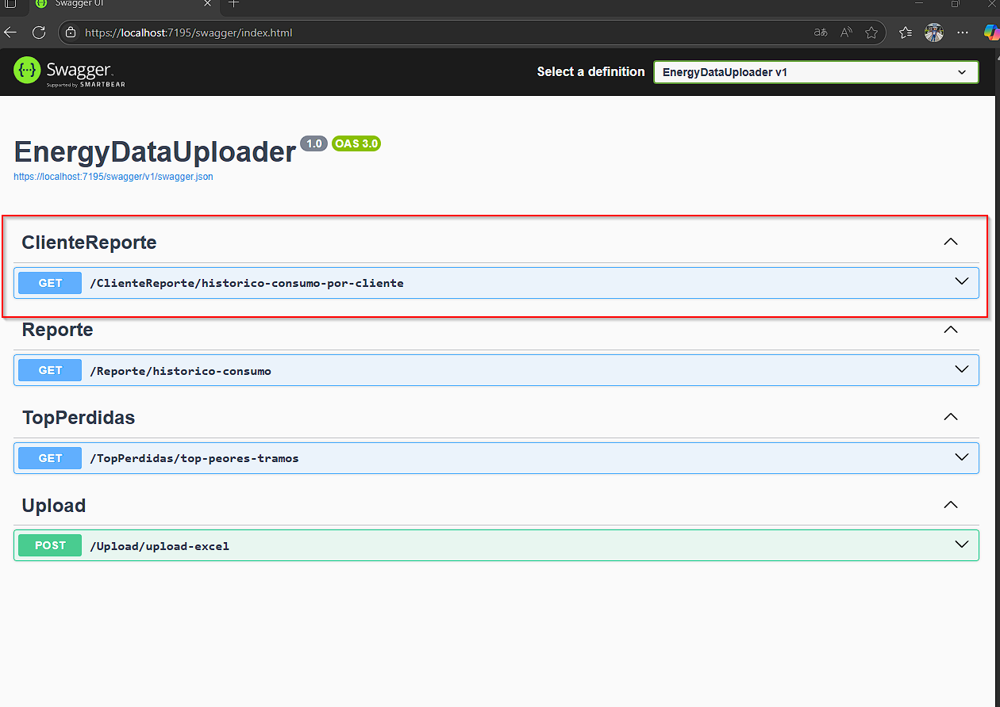 Swagger UI
https://localhost:7195/swagger/index.html
Swagger
Supported by SMARTBEAR
Select a definition
EnergyDataUploader v1
EnergyDataUploader 1.0 OAS 3.0
https://localhost:7195/swagger/v1/swagger.json
ClienteReporte
GET /ClienteReporte/historico-consumo-por-cliente
Reporte
GET /Reporte/historico-consumo
TopPerdidas
GET /TopPerdidas/top-peores-tramos
Upload
POST /Upload/upload-excel